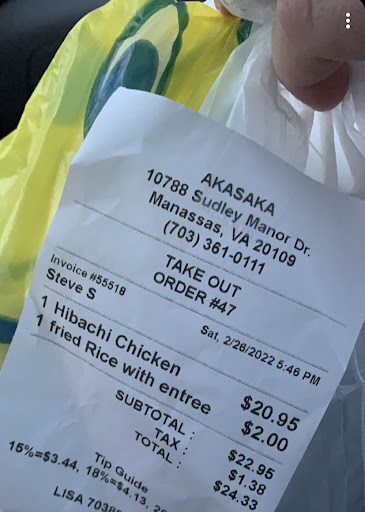 AKASAKA
10788 Sudley Manor Dr.
Manassas, VA 20109
(703) 361-0111
TAKE OUT
ORDER #47
Invoice #55518 Sat, 2/26/2022 5:46 PM
Steve S
1 Hibachi Chicken $20.95
1 fried Rice with entree $2.00
SUBTOTAL : $22.95
TAX : $1.38
TOTAL : $24.33
Tip Guide
15%=$3.44, 18%=$4.13,
LISA